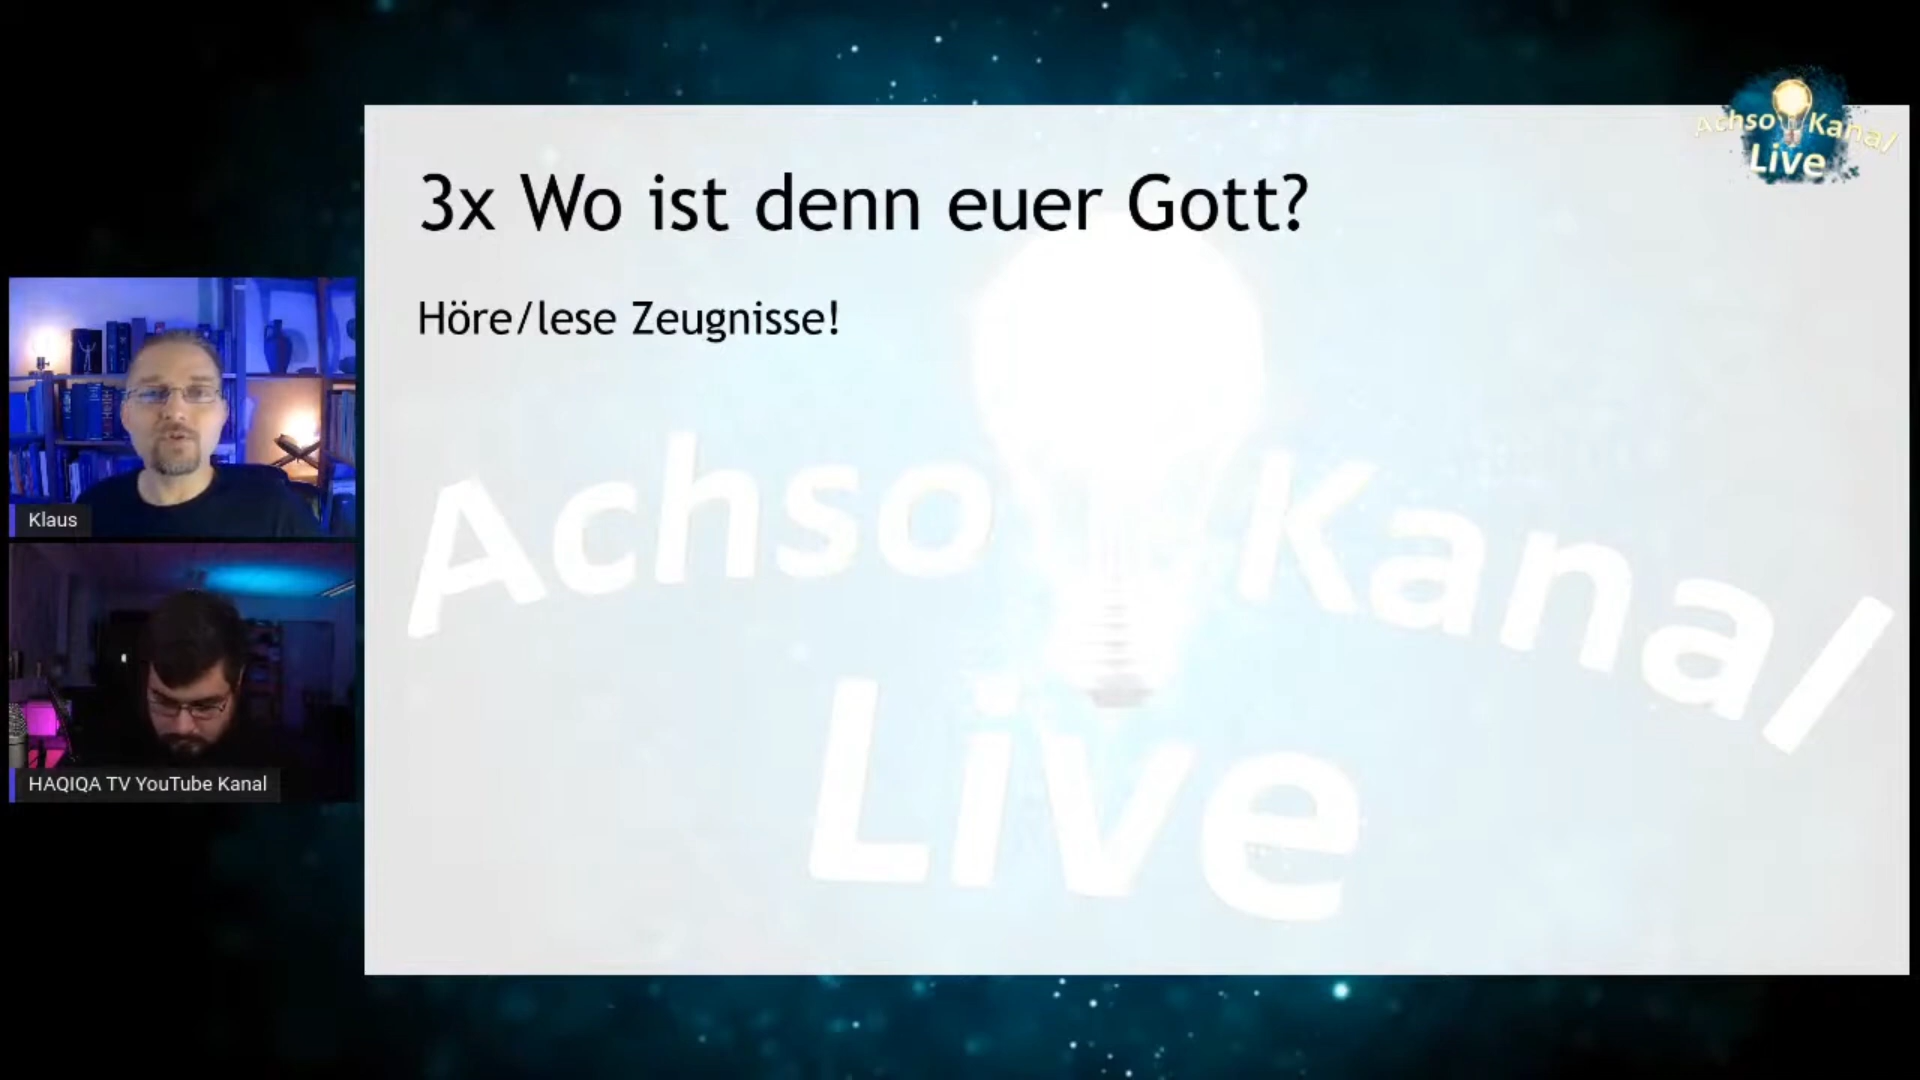 Achso Kanal
Live
3x Wo ist denn euer Gott?
Höre/lese Zeugnisse!
Achso Kanal
Live
Klaus
HAQIQA TV YouTube Kanal